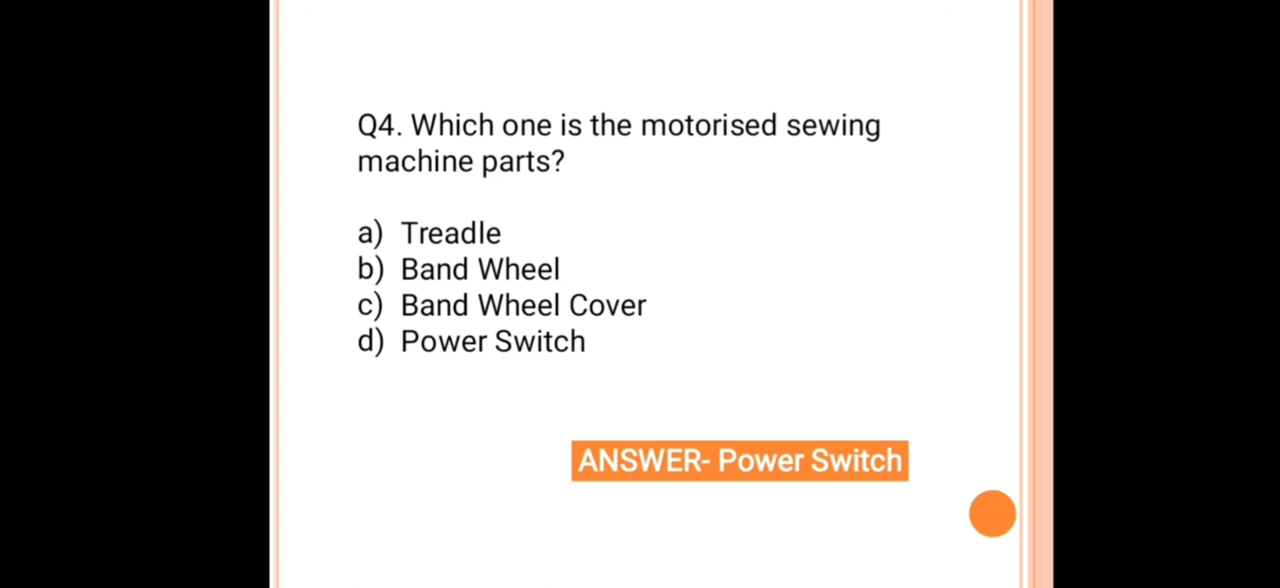 Q4. Which one is the motorised sewing
machine parts?
a) Treadle
b) Band Wheel
c) Band Wheel Cover
d) Power Switch
ANSWER- Power Switch